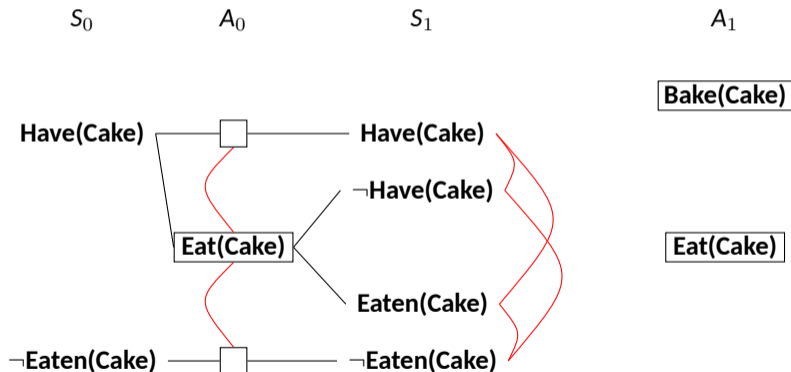 S0 A0 S1 A1
Bake(Cake)
Have(Cake) Have(Cake)
¬Have(Cake)
Eat(Cake) Eat(Cake)
Eaten(Cake)
¬Eaten(Cake) ¬Eaten(Cake)